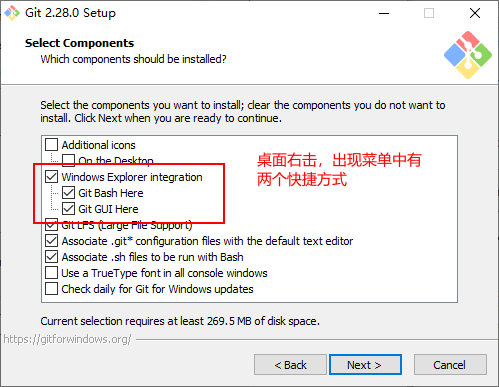 Git 2.28.0 Setup
Select Components
Which components should be installed?
Select the components you want to install; clear the components you do not want to
install. Click Next when you are ready to continue.
Additional icons
On the Desktop
Windows Explorer integration
Git Bash Here
Git GUI Here
Git LFS (Large File Support)
Associate .git* configuration files with the default text editor
Associate .sh files to be run with Bash
Use a TrueType font in all console windows
Check daily for Git for Windows updates
桌面右击，出现菜单中有
两个快捷方式
Current selection requires at least 269.5 MB of disk space.
https://gitforwindows.org/
< Back
Next >
Cancel